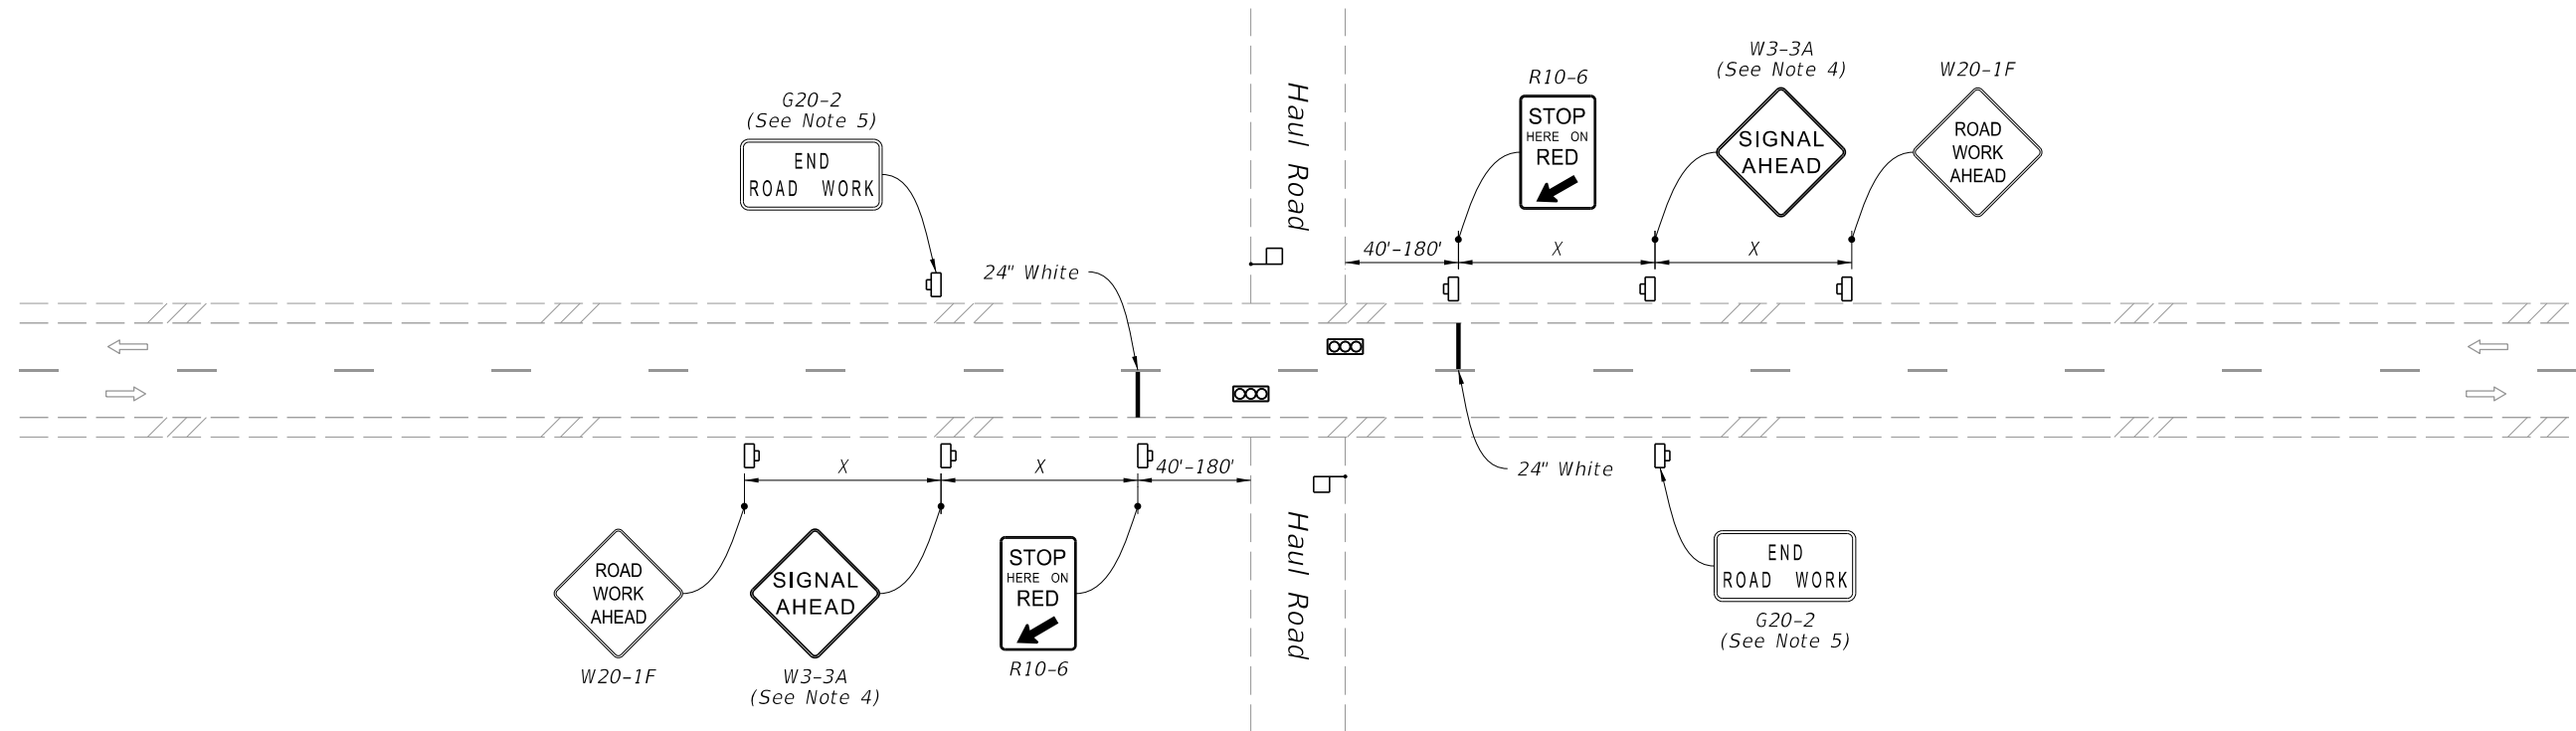 W3-3A
(See Note 4)
W20-1F
R10-6
G20-2
(See Note 5)
STOP
HERE ON
RED
SIGNAL
AHEAD
ROAD
WORK
AHEAD
END
ROAD WORK
Haul Road
24" White
40'-180'
X
X
X
X
40'-180'
24" White
Haul Road
ROAD
WORK
AHEAD
W20-1F
SIGNAL
AHEAD
W3-3A
(See Note 4)
STOP
HERE ON
RED
R10-6
END
ROAD WORK
G20-2
(See Note 5)